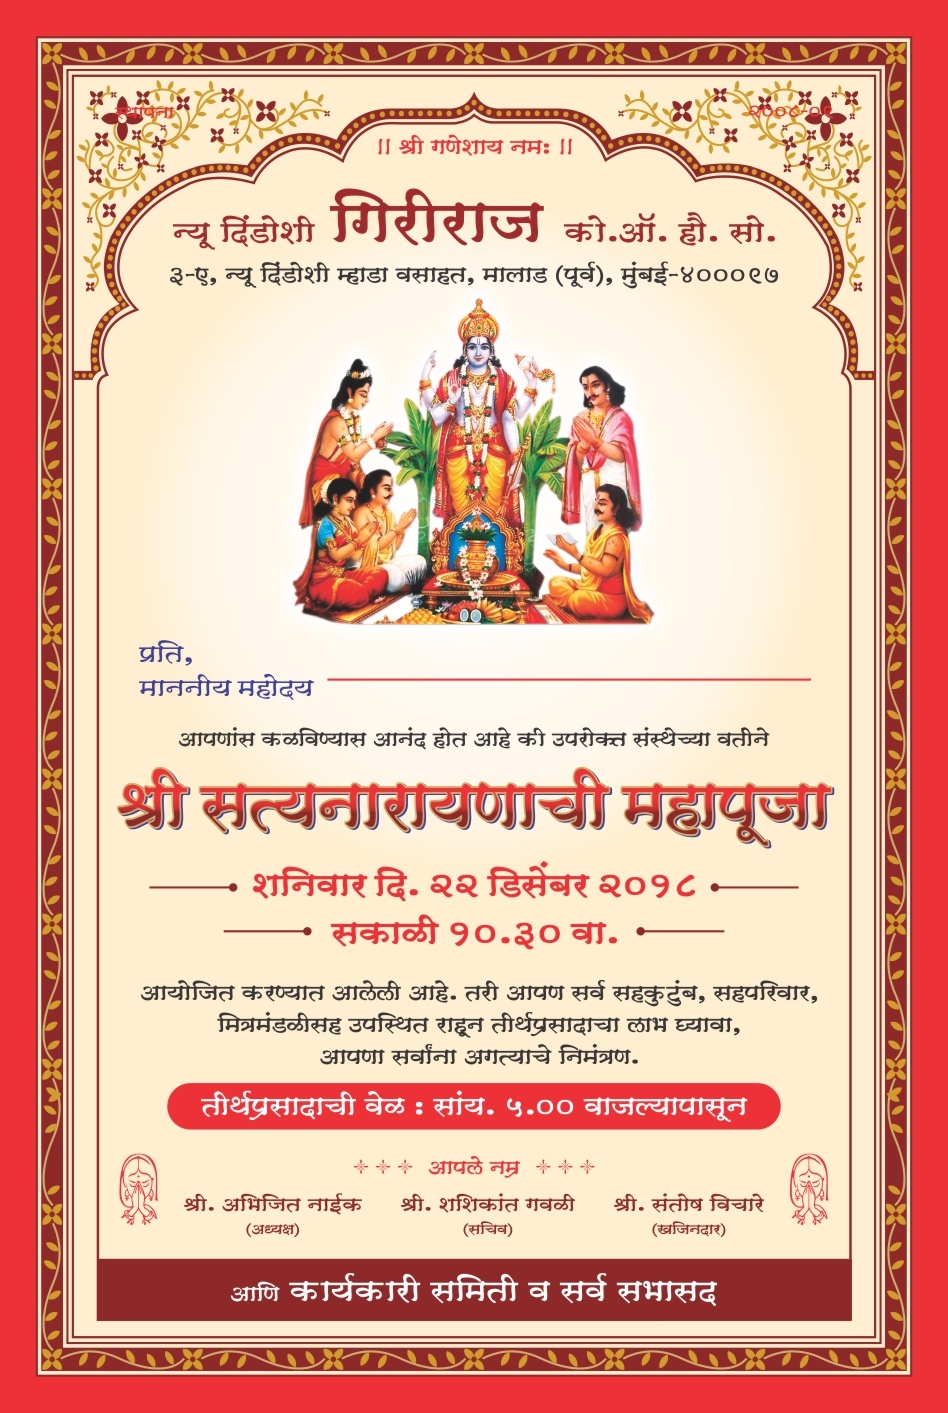 स्थापना
॥ श्री गणेशाय नमः ॥
न्यू दिंडोशी गिरीराज को.ऑ. हौ. सो.
३-ए, न्यू दिंडोशी म्हाडा वसाहत, मालाड (पूर्व), मुंबई-४०००९७
प्रति,
माननीय महोदय
आपणांस कळविण्यास आनंद होत आहे की उपरोक्त संस्थेच्या वतीने
श्री सत्यनारायणाची महापूजा
शनिवार दि. २२ डिसेंबर २०१८
सकाळी १०.३० वा.
आयोजित करण्यात आलेली आहे. तरी आपण सर्व सहकुटुंब, सहपरिवार,
मित्रमंडळीसह उपस्थित राहून तीर्थप्रसादाचा लाभ घ्यावा,
आपणा सर्वांना अगत्याचे निमंत्रण.
तीर्थप्रसादाची वेळ : सांय. ५.०० वाजल्यापासून
आपले नम्र
श्री. अभिजित नाईक श्री. शशिकांत गवळी श्री. संतोष विचारे
(अध्यक्ष) (सचिव) (खजिनदार)
आणि कार्यकारी समिती व सर्व सभासद